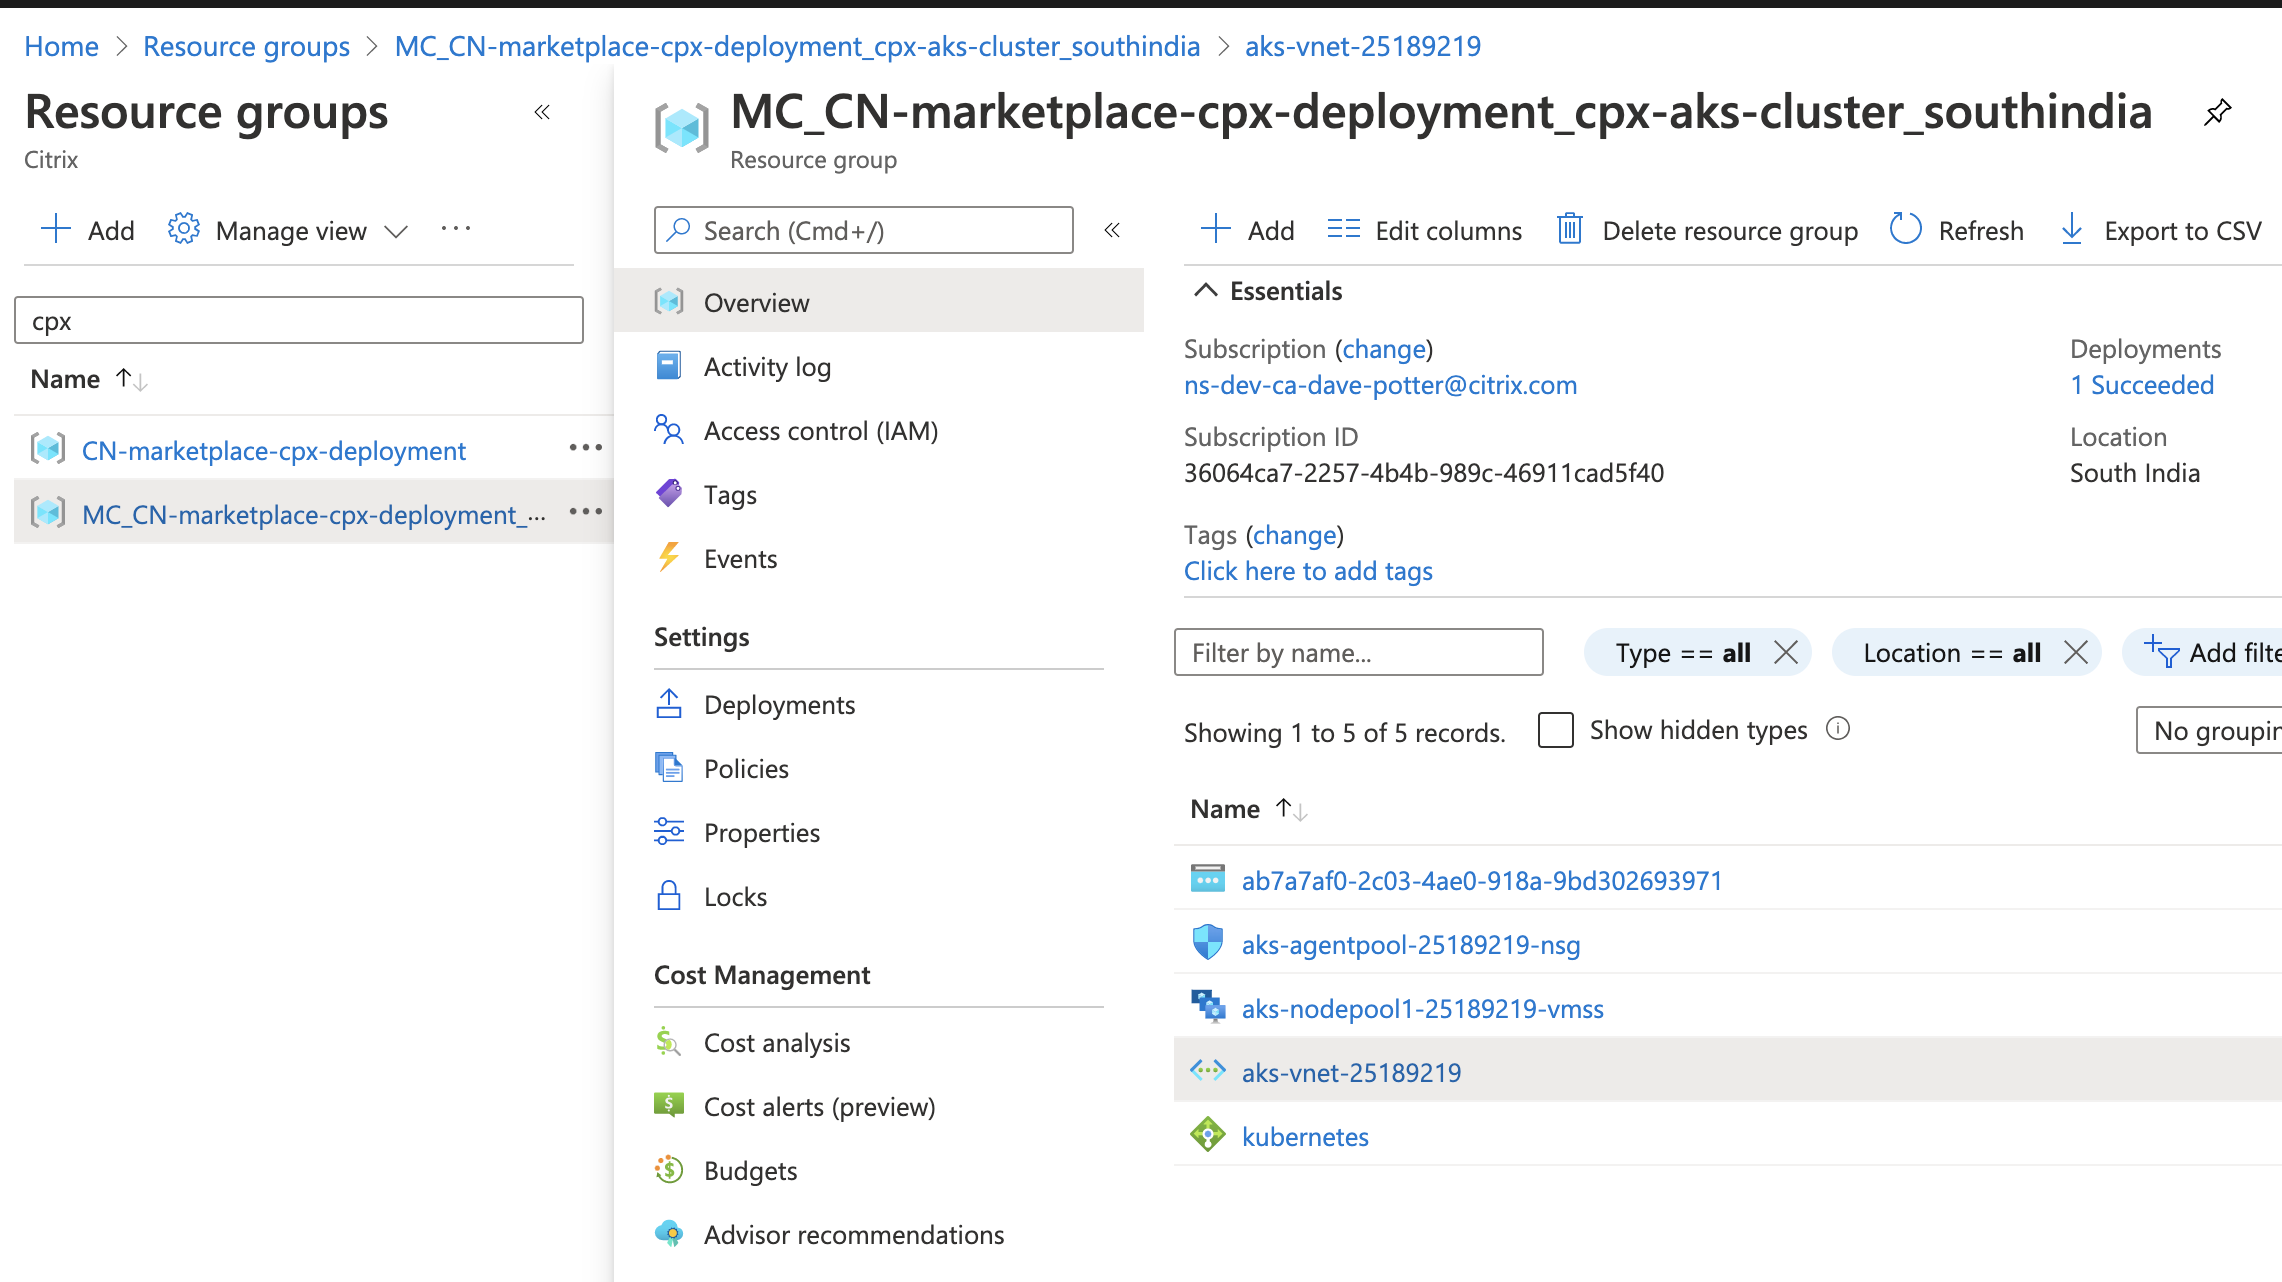 Home > Resource groups > MC_CN-marketplace-cpx-deployment_cpx-aks-cluster_southindia > aks-vnet-25189219
Resource groups
Citrix
Add Manage view ...
cpx
Name
CN-marketplace-cpx-deployment
MC_CN-marketplace-cpx-deployment_...
MC_CN-marketplace-cpx-deployment_cpx-aks-cluster_southindia
Resource group
Search (Cmd+/)
Overview
Activity log
Access control (IAM)
Tags
Events
Settings
Deployments
Policies
Properties
Locks
Cost Management
Cost analysis
Cost alerts (preview)
Budgets
Advisor recommendations
Add Edit columns Delete resource group Refresh Export to CSV
Essentials
Subscription (change)
ns-dev-ca-dave-potter@citrix.com
Subscription ID
36064ca7-2257-4b4b-989c-46911cad5f40
Tags (change)
Click here to add tags
Deployments
1 Succeeded
Location
South India
Filter by name... Type == all Location == all Add filte
Showing 1 to 5 of 5 records. Show hidden types No groupin
Name
ab7a7af0-2c03-4ae0-918a-9bd302693971
aks-agentpool-25189219-nsg
aks-nodepool1-25189219-vmss
aks-vnet-25189219
kubernetes